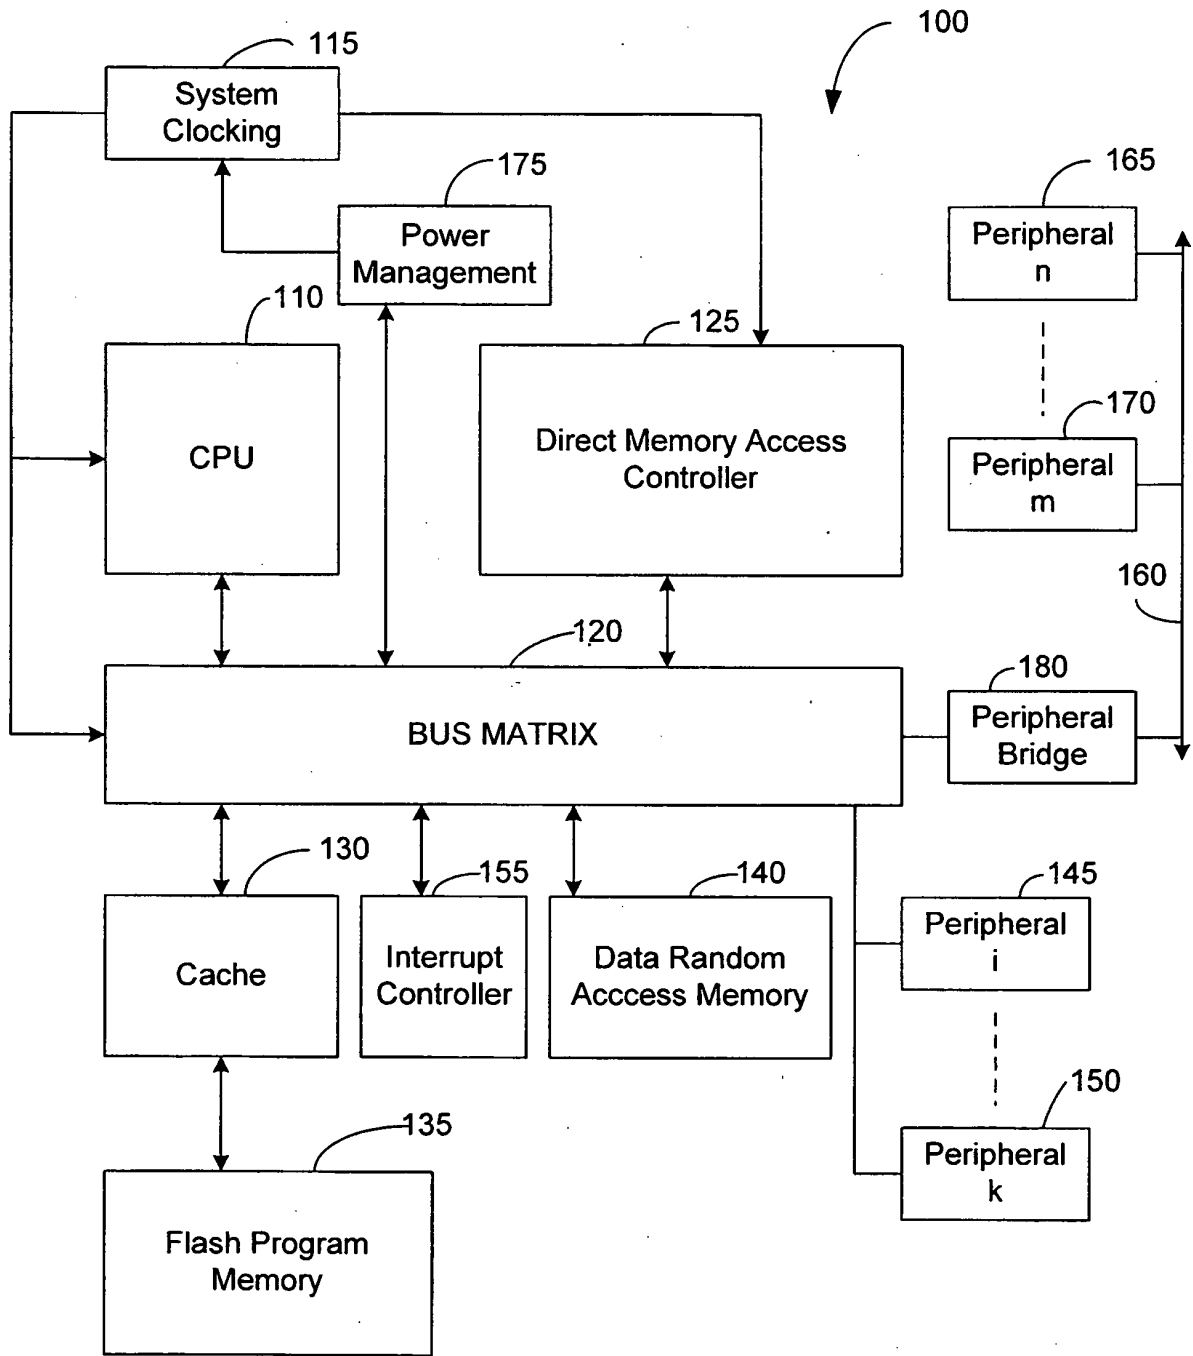 100
115
System
Clocking
175
Power
Management
165
Peripheral
n
110
CPU
125
Direct Memory Access
Controller
170
Peripheral
m
160
120
BUS MATRIX
180
Peripheral
Bridge
130
Cache
155
Interrupt
Controller
140
Data Random
Acccess Memory
145
Peripheral
i
150
Peripheral
k
135
Flash Program
Memory